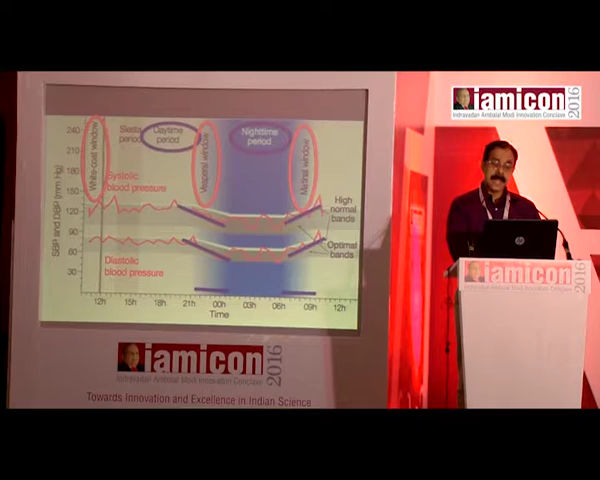 iamicon
2016
Indravadan Ambalal Modi Innovation Conclave
240
210
180
150
120
90
60
30
SBP and DBP (mm Hg)
White-coat window
Siesta
period
Daytime
period
Vesperal window
Nighttime
period
Matinal window
Systolic
blood pressure
High
normal
bands
Optimal
bands
Diastolic
blood pressure
12h
15h
18h
21h
00h
03h
06h
09h
12h
Time
hp
iamicon
2016
Indravadan Ambalal Modi Innovation Conclave
iamicon
2016
Indravadan Ambalal Modi Innovation Conclave
Towards Innovation and Excellence in Indian Science